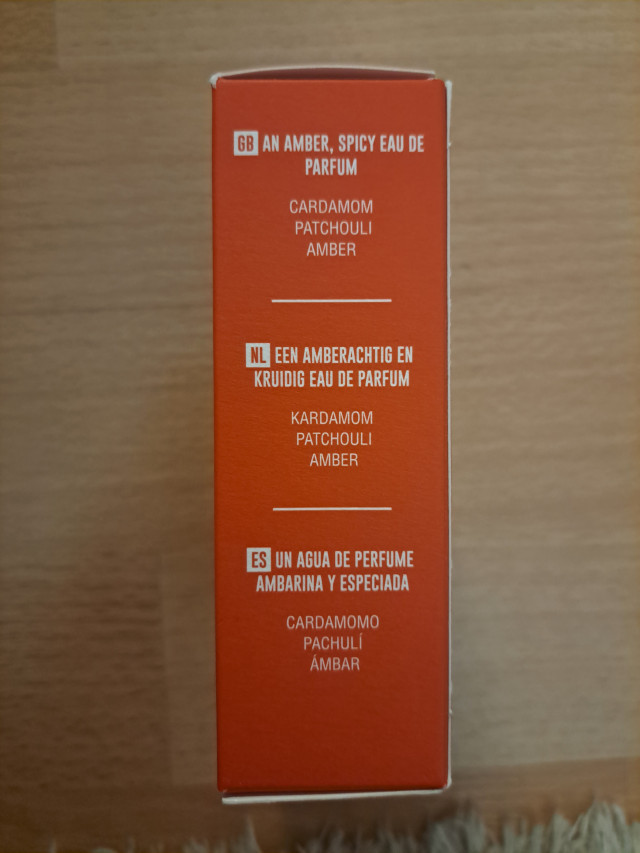 GB AN AMBER, SPICY EAU DE
PARFUM
CARDAMOM
PATCHOULI
AMBER
NL EEN AMBERACHTIG EN
KRUIDIG EAU DE PARFUM
KARDAMOM
PATCHOULI
AMBER
ES UN AGUA DE PERFUME
AMBARINA Y ESPECIADA
CARDAMOMO
PACHULÍ
ÁMBAR